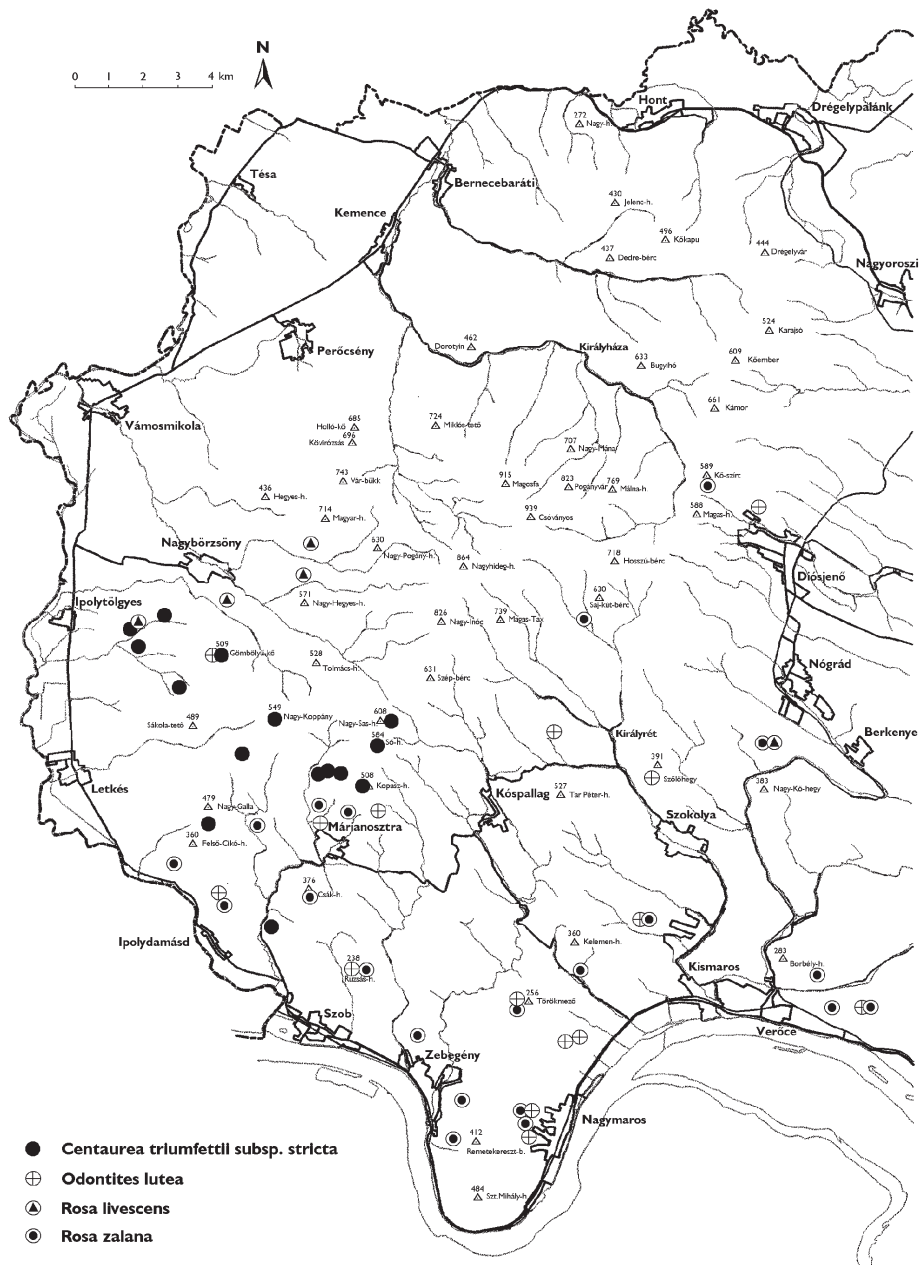 N
0 1 2 3 4 km
Hont
Drégelypalánk
272
Nagy-h.
Tésa
Bernecebaráti
430
Jelenc-h.
Kemence
496
Kőkapu
437
Dedre-bérc
444
Drégelyvár
Nagyoroszi
524
Karajsó
Perőcsény
462
Dorotyin
Királyháza
633
Bugyihó
609
Kőember
661
Kámor
Vámosmikola
685
Holló-kő
696
Kővirózsás
724
Miklós-tető
707
Nagy-Mána
743
Vár-bükk
436
Hegyes-h.
915
Magosfa
823
Pogányvár
769
Málna-h.
589
Kő-szirt
714
Magyar-h.
939
Csóványos
588
Magas-h.
Nagybörzsöny
630
Nagy-Pogány-h.
864
Nagyhideg-h.
718
Hosszú-bérc
Diósjenő
571
Nagy-Hegyes-h.
630
Saj-kút-bérc
Ipolytölgyes
826
Nagy-Inóc
739
Magas-Tax
509
Gömbölyű-kő
528
Tolmács-h.
631
Szép-bérc
Nógrád
549
Nagy-Koppány
608
Nagy-Sas-h.
489
Sákola-tető
584
Só-h.
Királyrét
Berkenye
391
Szőlőhegy
Letkés
508
Kopasz-h.
Kóspallag
527
Tar Péter-h.
383
Nagy-Kő-hegy
479
Nagy-Galla
Márianosztra
Szokolya
360
Felső-Cikó-h.
376
Csák-h.
Ipolydamásd
360
Kelemen-h.
238
Kuzsás-h.
Kismaros
283
Borbély-h.
256
Törökmező
Szob
Verőce
Zebegény
Nagymaros
412
Remetekereszt-b.
484
Szt.Mihály-h.
Centaurea triumfettii subsp. stricta
Odontites lutea
Rosa livescens
Rosa zalana